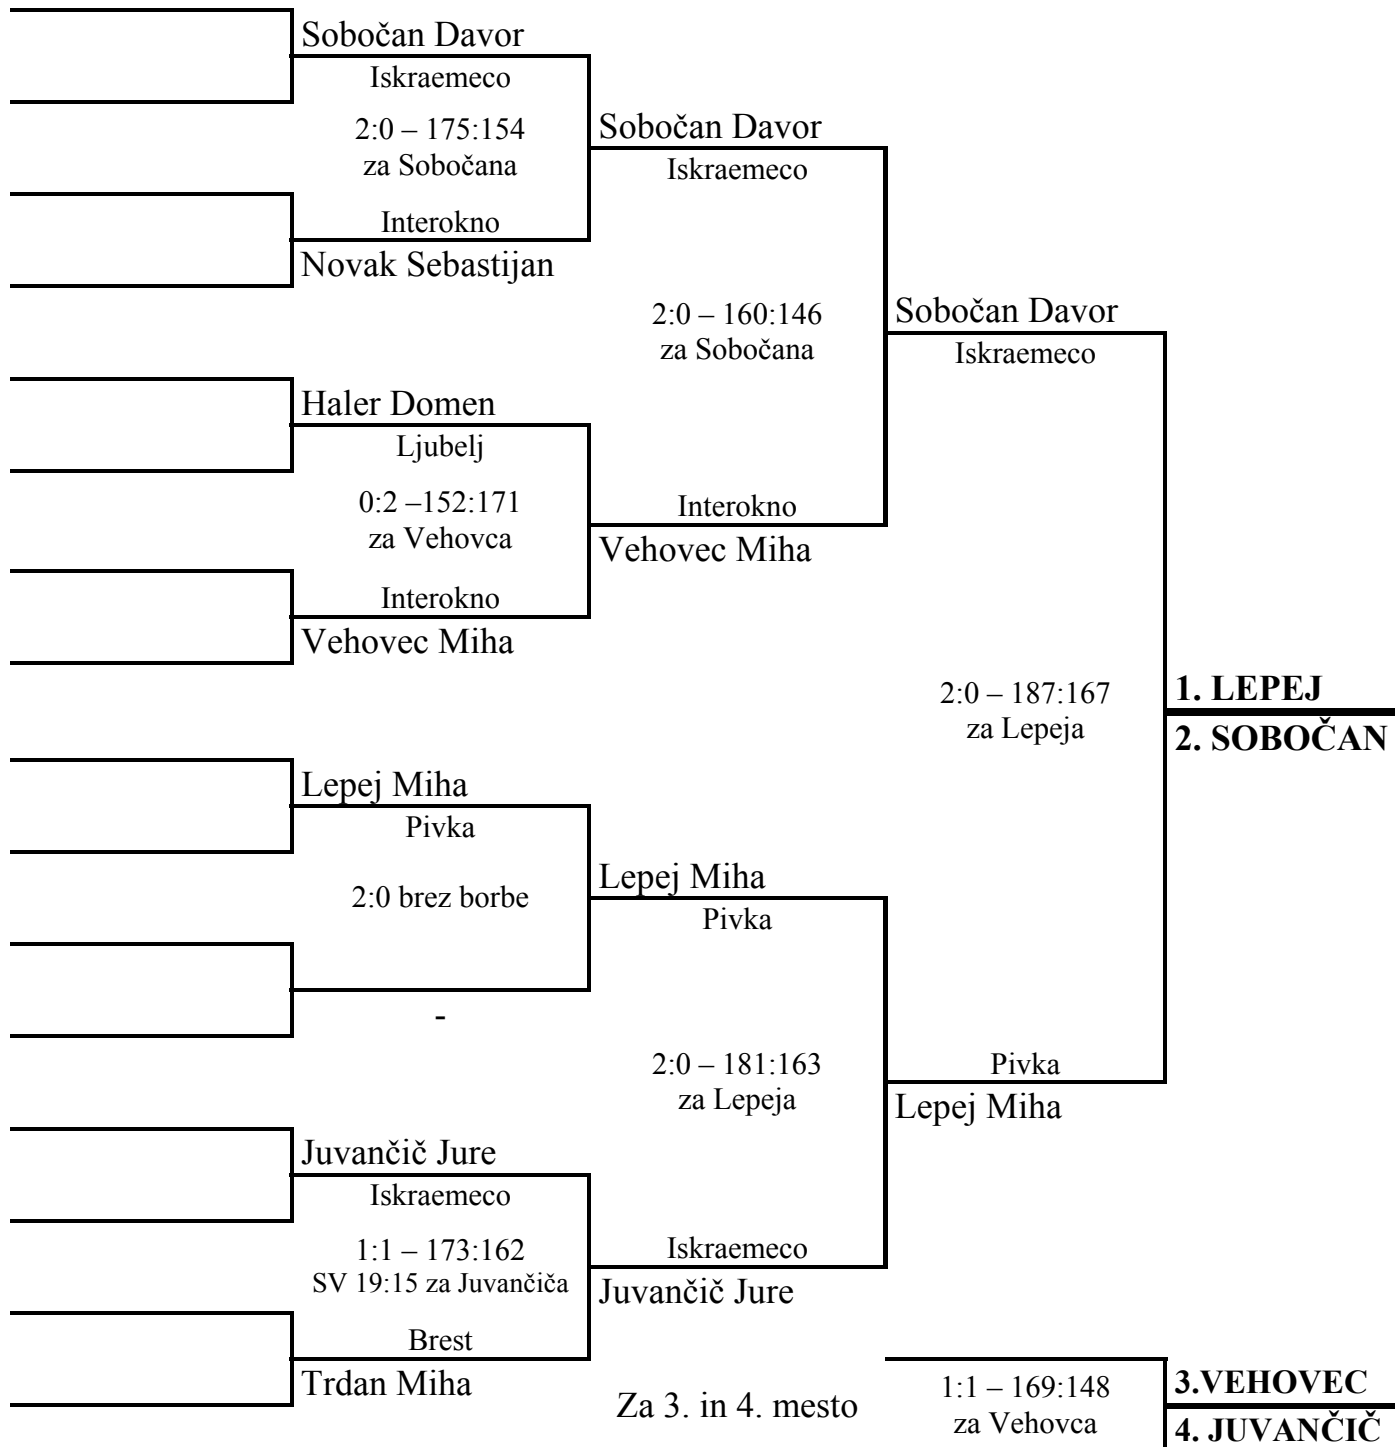 Sobočan Davor
Iskraemeco
2:0 – 175:154
za Sobočana
Interokno
Novak Sebastijan
Sobočan Davor
Iskraemeco
2:0 – 160:146
za Sobočana
Haler Domen
Ljubelj
0:2 –152:171
za Vehovca
Interokno
Vehovec Miha
Interokno
Vehovec Miha
Sobočan Davor
Iskraemeco
2:0 – 187:167
za Lepeja
1. LEPEJ
2. SOBOČAN
Lepej Miha
Pivka
2:0 brez borbe
-
Lepej Miha
Pivka
2:0 – 181:163
za Lepeja
Pivka
Lepej Miha
Juvančič Jure
Iskraemeco
1:1 – 173:162
SV 19:15 za Juvančiča
Brest
Trdan Miha
Iskraemeco
Juvančič Jure
Za 3. in 4. mesto
1:1 – 169:148
za Vehovca
3.VEHOVEC
4. JUVANČIČ